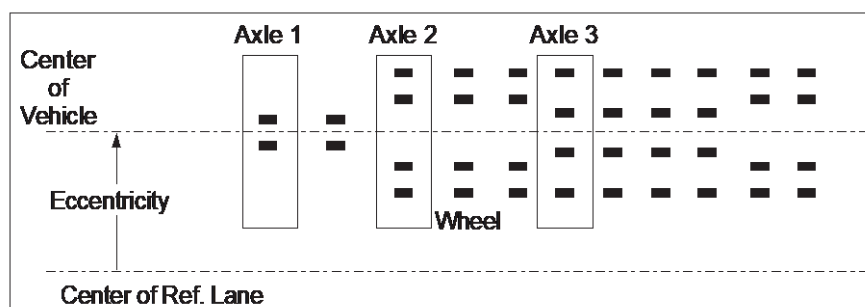 Axle 1
Axle 2
Axle 3
Center
of
Vehicle
Eccentricity
Wheel
Center of Ref. Lane